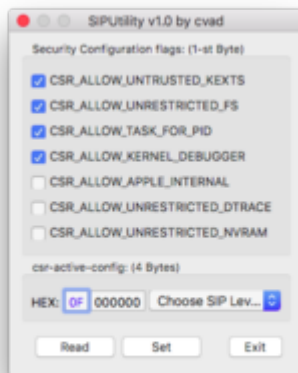 SIPUtility v1.0 by cvad
Security Configuration flags: (1-st Byte)
CSR_ALLOW_UNTRUSTED_KEXTS
CSR_ALLOW_UNRESTRICTED_FS
CSR_ALLOW_TASK_FOR_PID
CSR_ALLOW_KERNEL_DEBUGGER
CSR_ALLOW_APPLE_INTERNAL
CSR_ALLOW_UNRESTRICTED_DTRACE
CSR_ALLOW_UNRESTRICTED_NVRAM
csr-active-config: (4 Bytes)
HEX: 0F 000000 Choose SIP Lev...
Read Set Exit